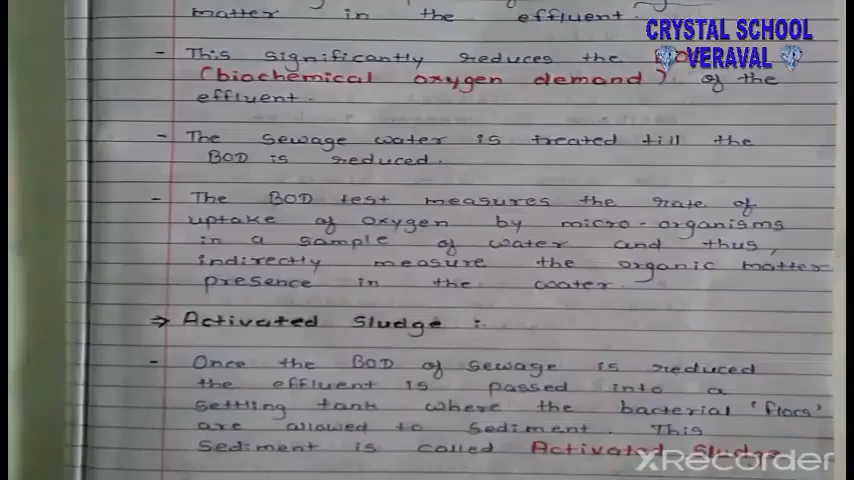 matter in the effluent.
CRYSTAL SCHOOL
VERAVAL
- This significantly reduces the
(biochemical oxygen demand) of the
effluent.
- The sewage water is treated till the
BOD is reduced.
- The BOD test measures the rate of
uptake of oxygen by micro-organisms
in a sample of water and thus,
indirectly measure the organic matter
presence in the water.
⇒ Activated Sludge :-
- Once the BOD of sewage is reduced
the effluent is passed into a
settling tank where the bacterial 'flocs'
are allowed to sediment. This
sediment is called Activated Sludge
XRecorder